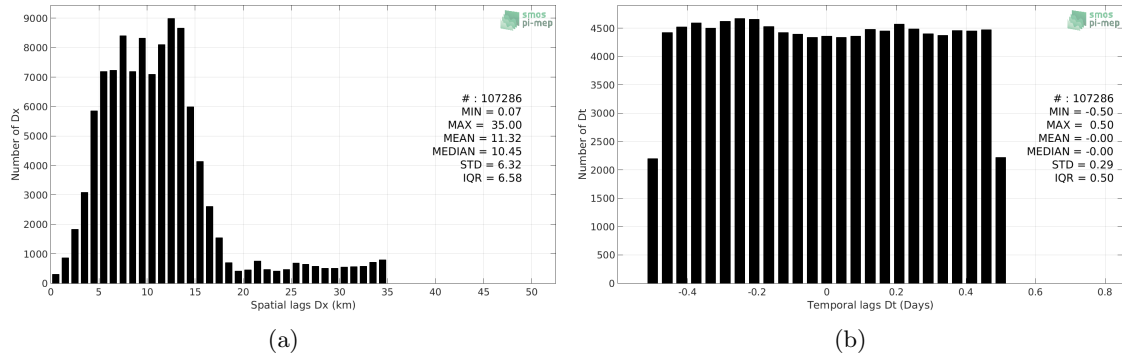 smos
pi-mep
9000
8000
7000
6000
5000
4000
3000
2000
1000
0
Number of Dx
# : 107286
MIN = 0.07
MAX = 35.00
MEAN = 11.32
MEDIAN = 10.45
STD = 6.32
IQR = 6.58
0 5 10 15 20 25 30 35 40 45 50
Spatial lags Dx (km)
(a)
smos
pi-mep
4500
4000
3500
3000
2500
2000
1500
1000
500
0
Number of Dt
# : 107286
MIN = -0.50
MAX = 0.50
MEAN = -0.00
MEDIAN = -0.00
STD = 0.29
IQR = 0.50
-0.4 -0.2 0 0.2 0.4 0.6 0.8
Temporal lags Dt (Days)
(b)